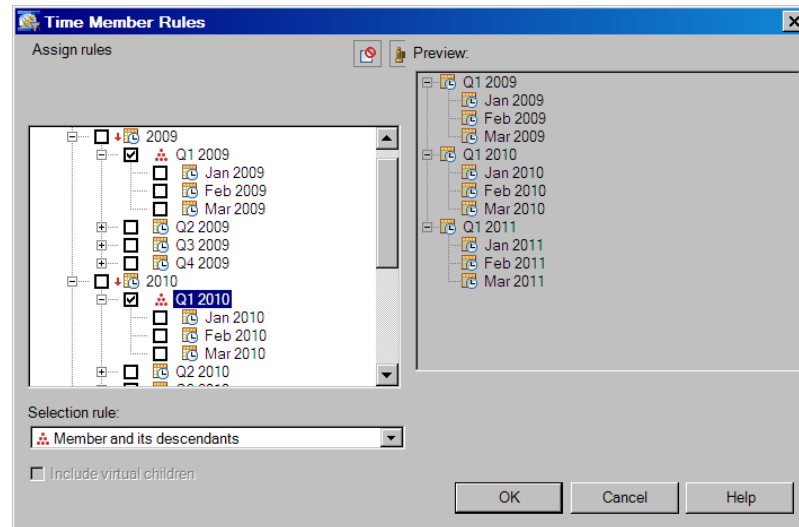 Time Member Rules
Assign rules
Preview:
2009
Q1 2009
Jan 2009
Feb 2009
Mar 2009
Q2 2009
Q3 2009
Q4 2009
2010
Q1 2010
Jan 2010
Feb 2010
Mar 2010
Q2 2010
Q1 2009
Jan 2009
Feb 2009
Mar 2009
Q1 2010
Jan 2010
Feb 2010
Mar 2010
Q1 2011
Jan 2011
Feb 2011
Mar 2011
Selection rule:
Member and its descendants
Include virtual children
OK
Cancel
Help